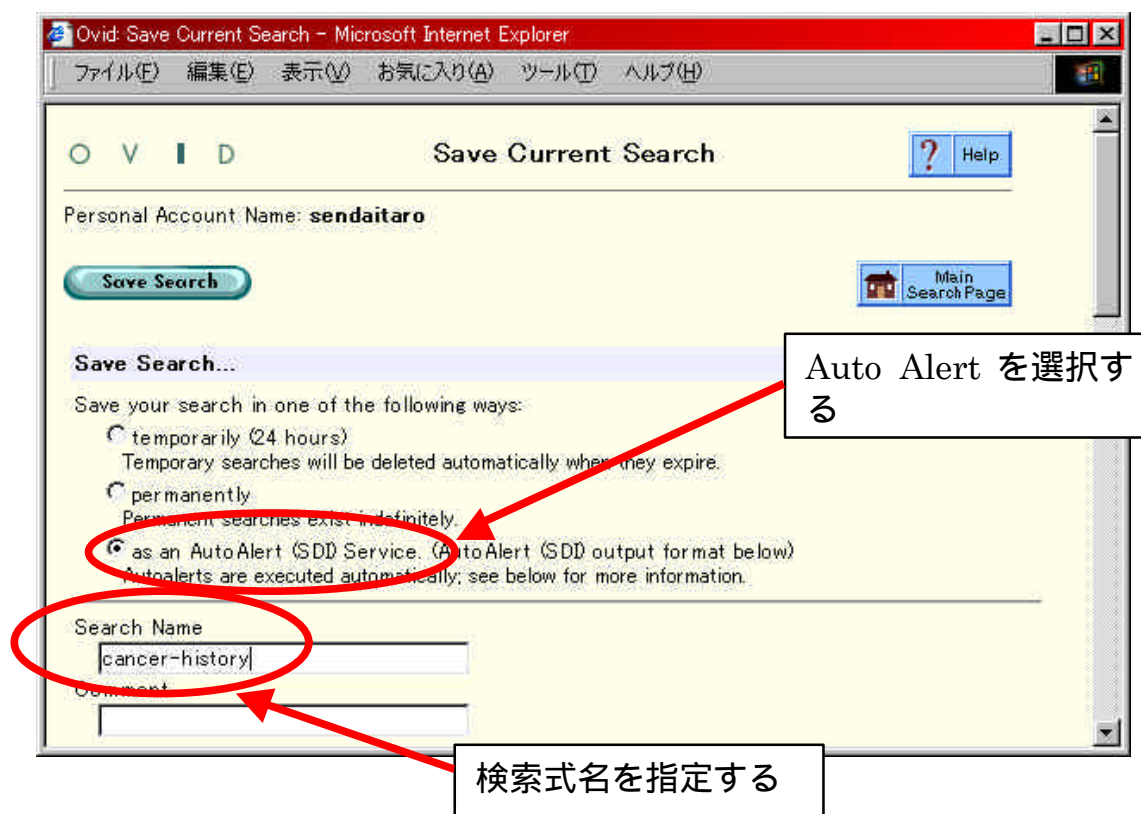 Ovid: Save Current Search - Microsoft Internet Explorer
ファイル(F) 編集(E) 表示(V) お気に入り(A) ツール(T) ヘルプ(H)
O V I D Save Current Search ? Help
Personal Account Name: sendaitaro
Save Search Main
Search Page
Save Search...
Auto Alert を選択す
る
Save your search in one of the following ways:
temporarily (24 hours)
Temporary searches will be deleted automatically when they expire.
permanently
Permanent searches exist indefinitely.
as an AutoAlert (SDI) Service. (AutoAlert (SDI) output format below)
Autoalerts are executed automatically; see below for more information.
Search Name
cancer-history
Comment
検索式名を指定する